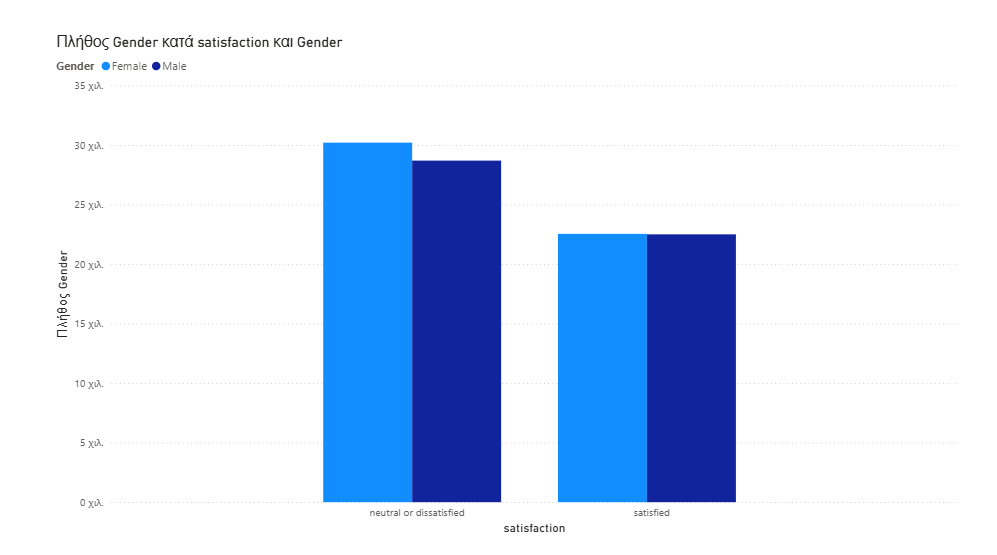 Πλήθος Gender κατά satisfaction και Gender
Gender Female Male
35 χιλ.
30 χιλ.
25 χιλ.
20 χιλ.
15 χιλ.
10 χιλ.
5 χιλ.
0 χιλ.
Πλήθος Gender
neutral or dissatisfied satisfied
satisfaction